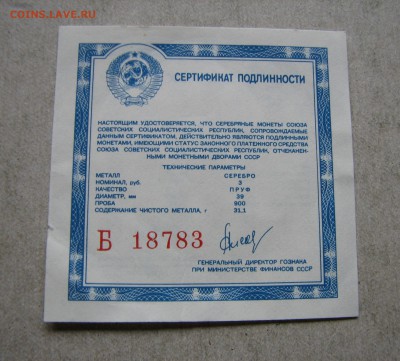 COINS.LAVE.RU
СЕРТИФИКАТ ПОДЛИННОСТИ
НАСТОЯЩИМ УДОСТОВЕРЯЕТСЯ, ЧТО СЕРЕБРЯНЫЕ МОНЕТЫ СОЮЗА
СОВЕТСКИХ СОЦИАЛИСТИЧЕСКИХ РЕСПУБЛИК, СОПРОВОЖДАЕМЫЕ
ДАННЫМ СЕРТИФИКАТОМ, ДЕЙСТВИТЕЛЬНО ЯВЛЯЮТСЯ ПОДЛИННЫМИ
МОНЕТАМИ, ИМЕЮЩИМИ СТАТУС ЗАКОННОГО ПЛАТЕЖНОГО СРЕДСТВА
СОЮЗА СОВЕТСКИХ СОЦИАЛИСТИЧЕСКИХ РЕСПУБЛИК, ОТЧЕКАНЕН-
НЫМИ МОНЕТНЫМИ ДВОРАМИ СССР
ТЕХНИЧЕСКИЕ ПАРАМЕТРЫ
МЕТАЛЛ СЕРЕБРО
НОМИНАЛ, руб. 3
КАЧЕСТВО ПРУФ
ДИАМЕТР, мм 39
ПРОБА 900
СОДЕРЖАНИЕ ЧИСТОГО МЕТАЛЛА, г 31,1
Б 18783
ГЕНЕРАЛЬНЫЙ ДИРЕКТОР ГОЗНАКА
ПРИ МИНИСТЕРСТВЕ ФИНАНСОВ СССР